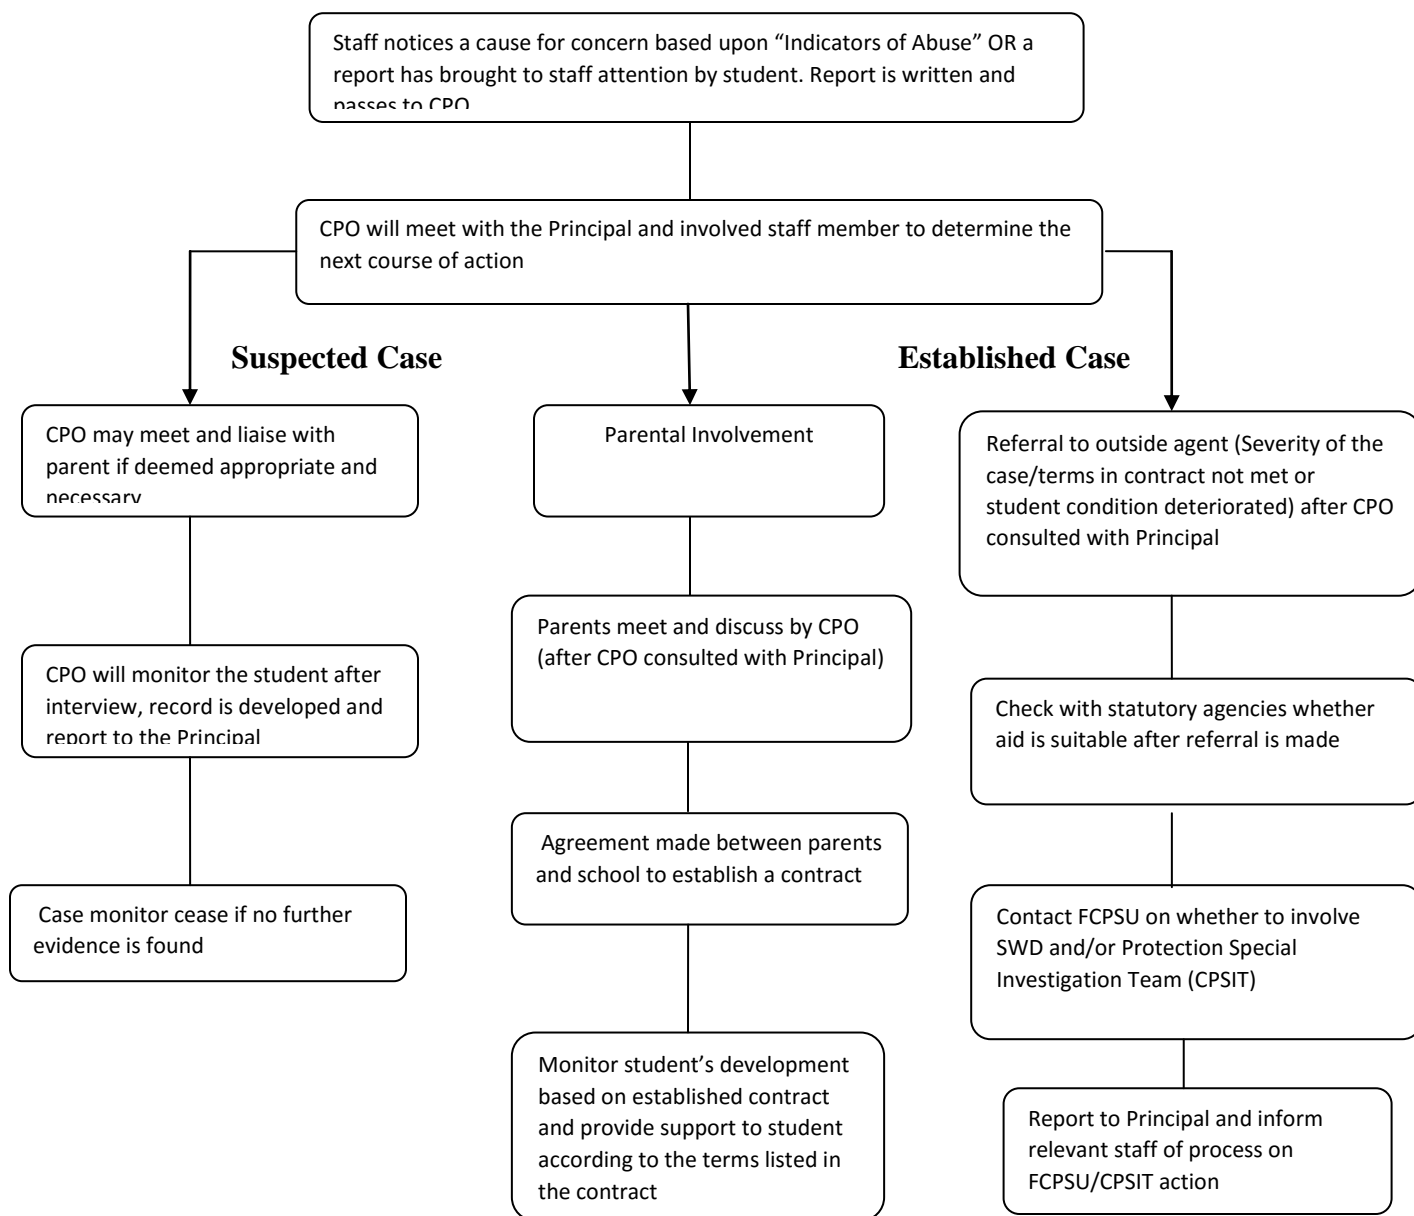 Staff notices a cause for concern based upon “Indicators of Abuse” OR a
report has brought to staff attention by student. Report is written and
passes to CPO
CPO will meet with the Principal and involved staff member to determine the
next course of action
Suspected Case
Established Case
CPO may meet and liaise with
parent if deemed appropriate and
necessary
CPO will monitor the student after
interview, record is developed and
report to the Principal
Case monitor cease if no further
evidence is found
Parental Involvement
Parents meet and discuss by CPO
(after CPO consulted with Principal)
Agreement made between parents
and school to establish a contract
Monitor student’s development
based on established contract
and provide support to student
according to the terms listed in
the contract
Referral to outside agent (Severity of the
case/terms in contract not met or
student condition deteriorated) after CPO
consulted with Principal
Check with statutory agencies whether
aid is suitable after referral is made
Contact FCPSU on whether to involve
SWD and/or Protection Special
Investigation Team (CPSIT)
Report to Principal and inform
relevant staff of process on
FCPSU/CPSIT action